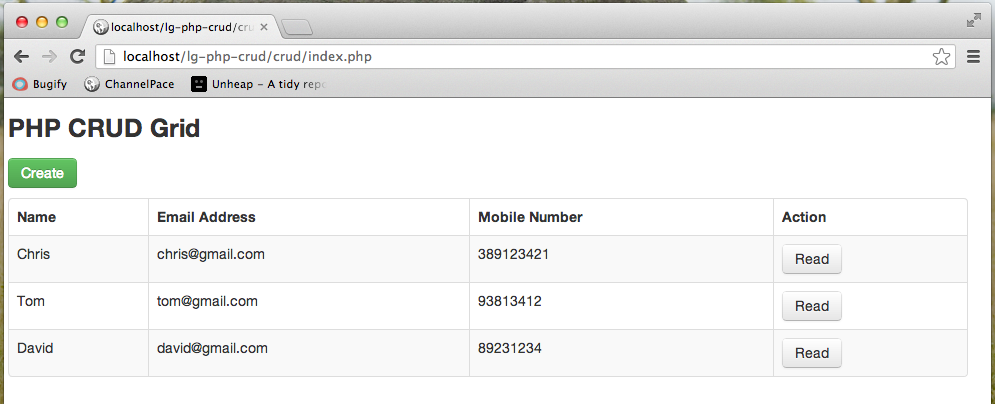 localhost/lg-php-crud/cru
localhost/lg-php-crud/crud/index.php
Bugify ChannelPace Unheap – A tidy repo
PHP CRUD Grid
Create
Name Email Address Mobile Number Action
Chris chris@gmail.com 389123421 Read
Tom tom@gmail.com 93813412 Read
David david@gmail.com 89231234 Read